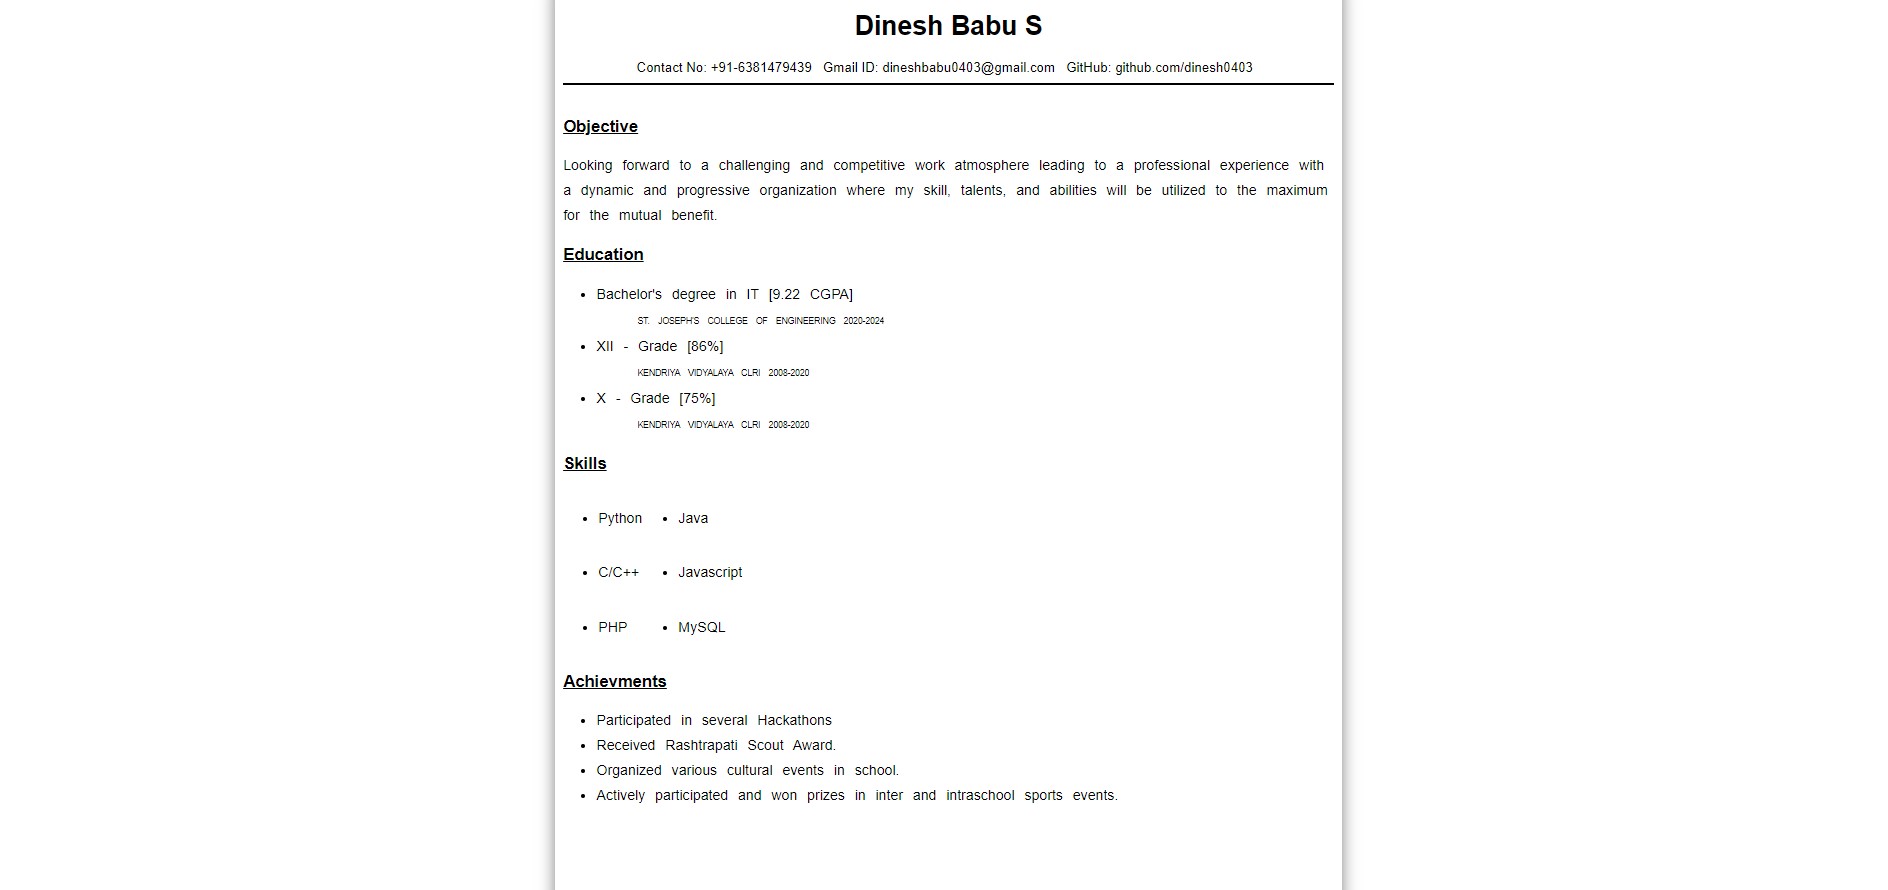 Dinesh Babu S
Contact No: +91-6381479439 Gmail ID: dineshbabu0403@gmail.com GitHub: github.com/dinesh0403
Objective
Looking forward to a challenging and competitive work atmosphere leading to a professional experience with
a dynamic and progressive organization where my skill, talents, and abilities will be utilized to the maximum
for the mutual benefit.
Education
• Bachelor's degree in IT [9.22 CGPA]
ST. JOSEPH'S COLLEGE OF ENGINEERING 2020-2024
• XII - Grade [86%]
KENDRIYA VIDYALAYA CLRI 2008-2020
• X - Grade [75%]
KENDRIYA VIDYALAYA CLRI 2008-2020
Skills
• Python • Java
• C/C++ • Javascript
• PHP • MySQL
Achievments
• Participated in several Hackathons
• Received Rashtrapati Scout Award.
• Organized various cultural events in school.
• Actively participated and won prizes in inter and intraschool sports events.